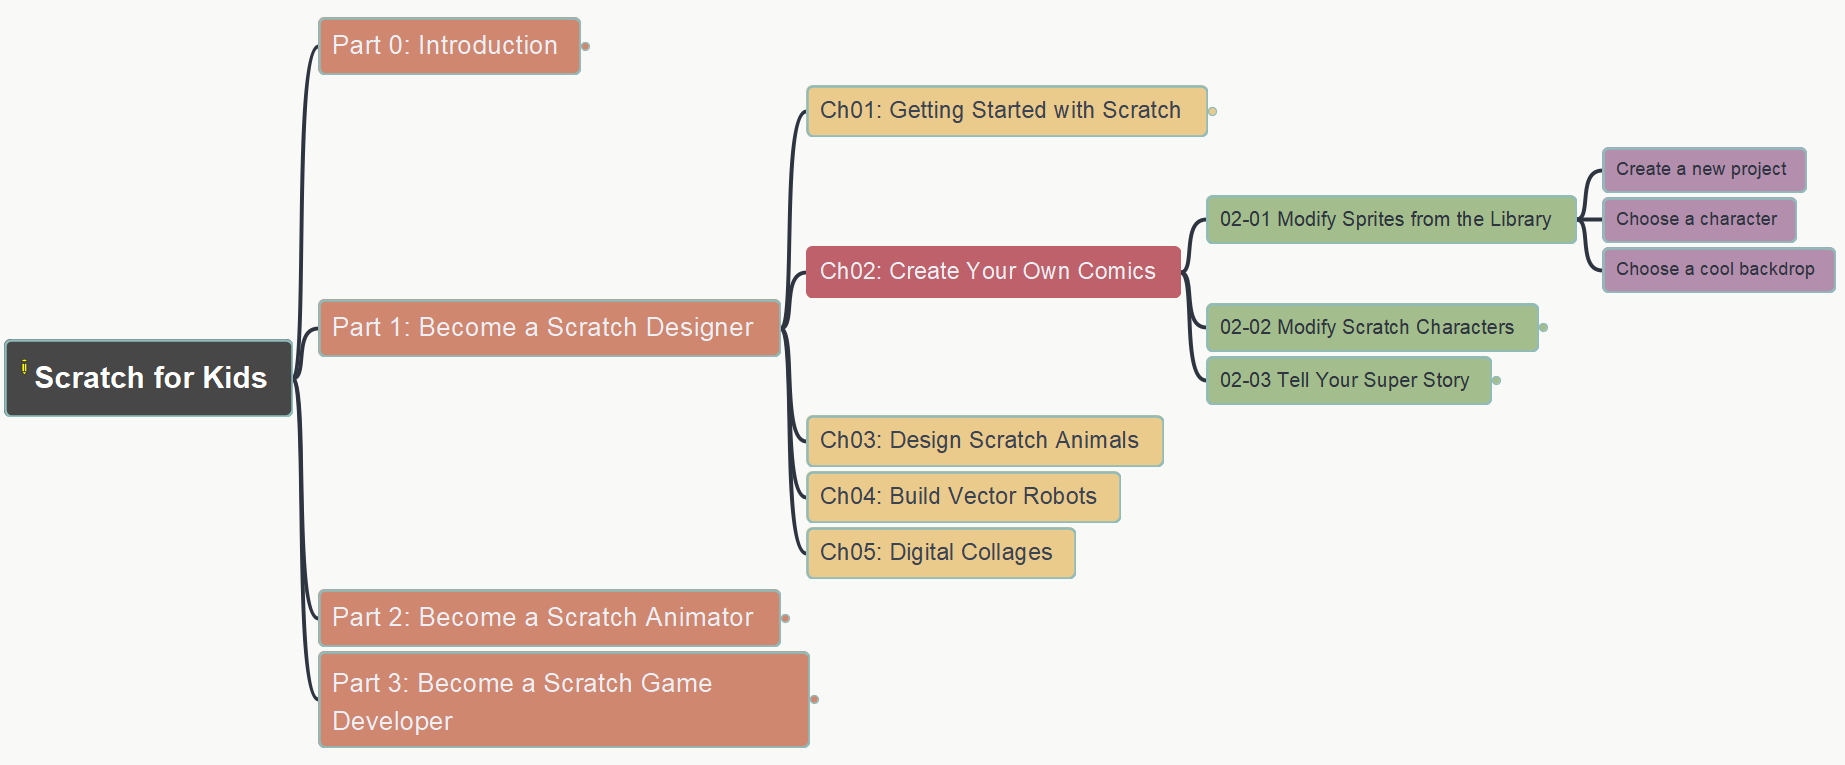 Scratch for Kids
Part 0: Introduction
Part 1: Become a Scratch Designer
Ch01: Getting Started with Scratch
Ch02: Create Your Own Comics
02-01 Modify Sprites from the Library
Create a new project
Choose a character
Choose a cool backdrop
02-02 Modify Scratch Characters
02-03 Tell Your Super Story
Ch03: Design Scratch Animals
Ch04: Build Vector Robots
Ch05: Digital Collages
Part 2: Become a Scratch Animator
Part 3: Become a Scratch Game
Developer